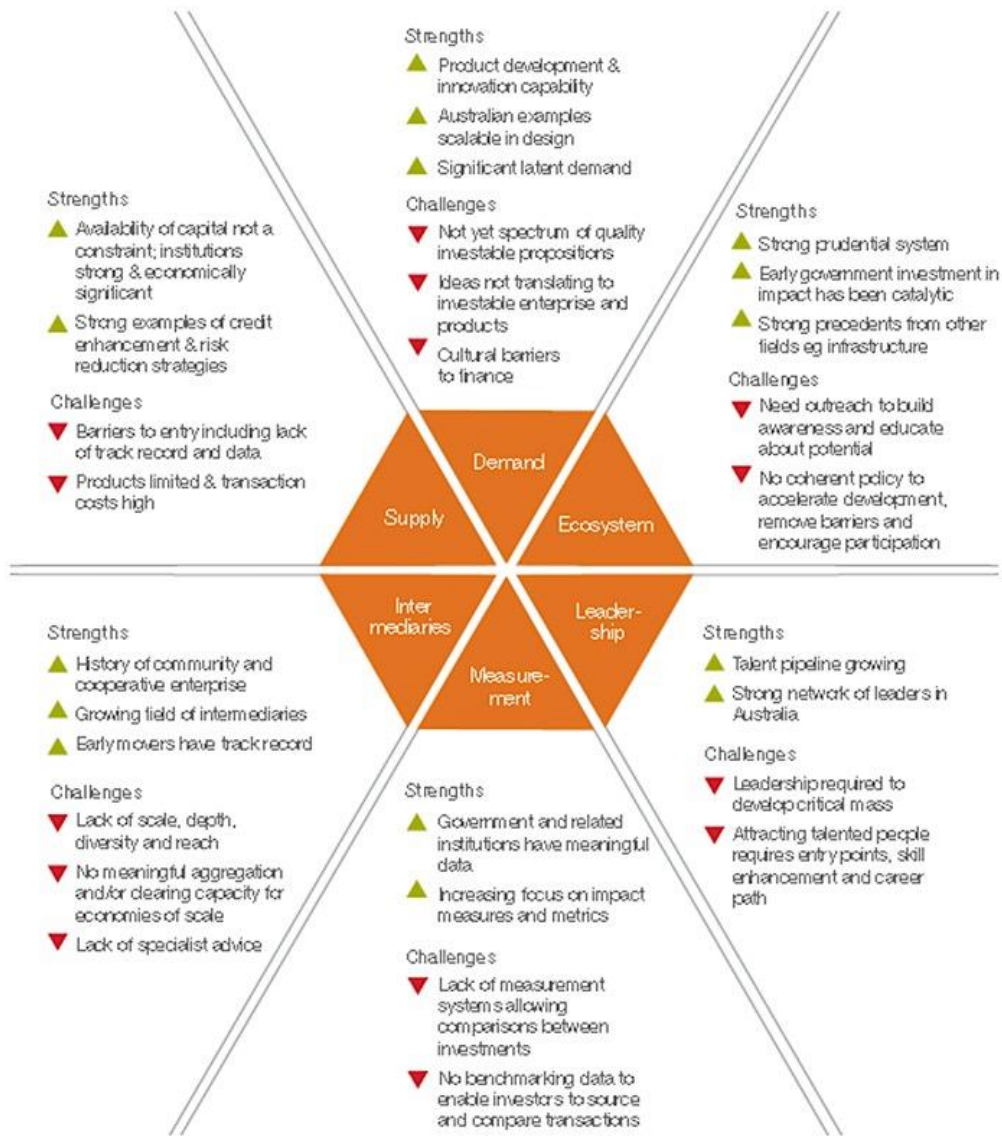 Strengths
Product development &
innovation capability
Australian examples
scalable in design
Significant latent demand
Challenges
Not yet spectrum of quality
investable propositions
Ideas not translating to
investable enterprise and
products
Cultural barriers
to finance
Strengths
Availability of capital not a
constraint; institutions
strong & economically
significant
Strong examples of credit
enhancement & risk
reduction strategies
Challenges
Barriers to entry including lack
of track record and data
Products limited & transaction
costs high
Strengths
Strong prudential system
Early government investment in
impact has been catalytic
Strong precedents from other
fields eg infrastructure
Challenges
Need outreach to build
awareness and educate
about potential
No coherent policy to
accelerate development,
remove barriers and
encourage participation
Demand
Supply
Ecosystem
Inter
mediaries
Leader-
ship
Measure-
ment
Strengths
History of community and
cooperative enterprise
Growing field of intermediaries
Early movers have track record
Challenges
Lack of scale, depth,
diversity and reach
No meaningful aggregation
and/or clearing capacity for
economies of scale
Lack of specialist advice
Strengths
Government and related
institutions have meaningful
data
Increasing focus on impact
measures and metrics
Challenges
Lack of measurement
systems allowing
comparisons between
investments
No benchmarking data to
enable investors to source
and compare transactions
Strengths
Talent pipeline growing
Strong network of leaders in
Australia
Challenges
Leadership required to
develop critical mass
Attracting talented people
requires entry points, skill
enhancement and career
path